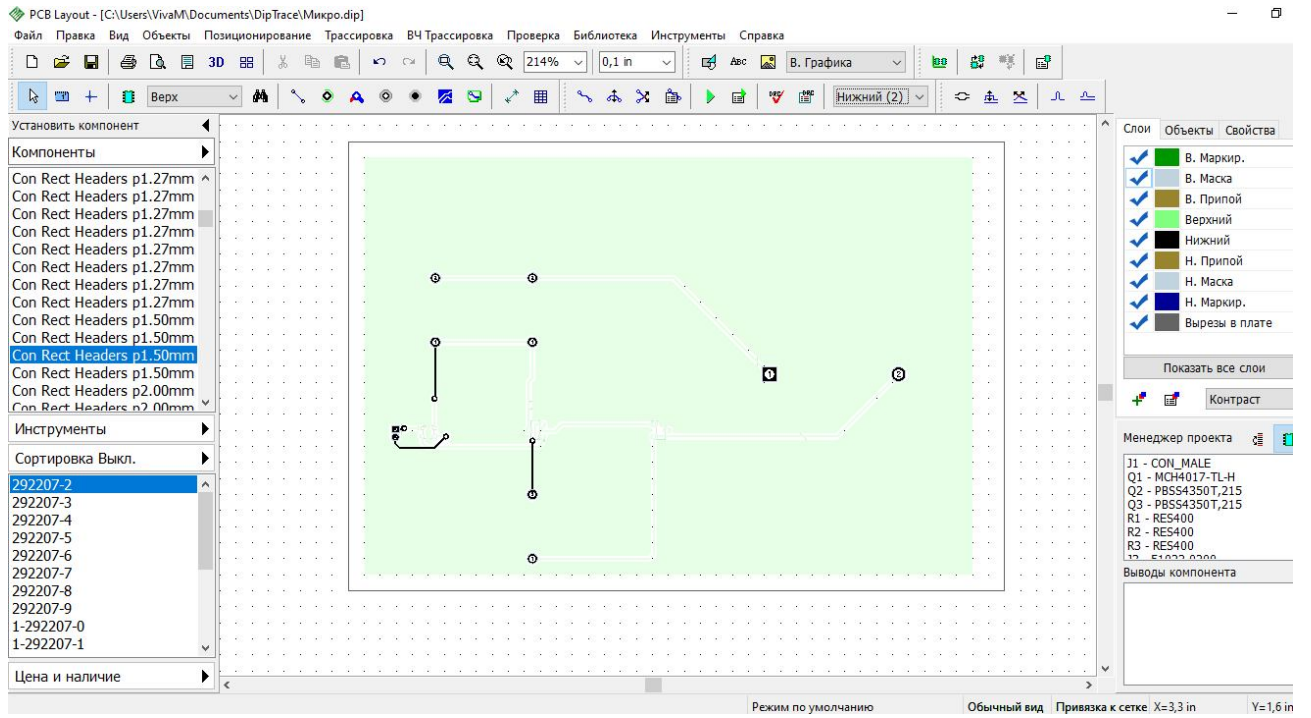 PCB Layout - [C:\Users\VivaM\Documents\DipTrace\Микро.dip]
Файл Правка Вид Объекты Позиционирование Трассировка ВЧ Трассировка Проверка Библиотека Инструменты Справка
3D 214% 0,1 in ABC В. Графика
Верх Нижний (2)
Установить компонент
Компоненты
Con Rect Headers p1.27mm
Con Rect Headers p1.27mm
Con Rect Headers p1.27mm
Con Rect Headers p1.27mm
Con Rect Headers p1.27mm
Con Rect Headers p1.27mm
Con Rect Headers p1.27mm
Con Rect Headers p1.27mm
Con Rect Headers p1.50mm
Con Rect Headers p1.50mm
Con Rect Headers p1.50mm
Con Rect Headers p1.50mm
Con Rect Headers p2.00mm
Con Rect Headers p2.00mm
Инструменты
Сортировка Выкл.
292207-2
292207-3
292207-4
292207-5
292207-6
292207-7
292207-8
292207-9
1-292207-0
1-292207-1
Цена и наличие
1
2
1
Слои Объекты Свойства
В. Маркир.
В. Маска
В. Припой
Верхний
Нижний
Н. Припой
Н. Маска
Н. Маркир.
Вырезы в плате
Показать все слои
Контраст
Менеджер проекта
J1 - CON_MALE
Q1 - MCH4017-TL-H
Q2 - PBSS4350T,215
Q3 - PBSS4350T,215
R1 - RES400
R2 - RES400
R3 - RES400
Выводы компонента
Режим по умолчанию Обычный вид Привязка к сетке X=3,3 in Y=1,6 in